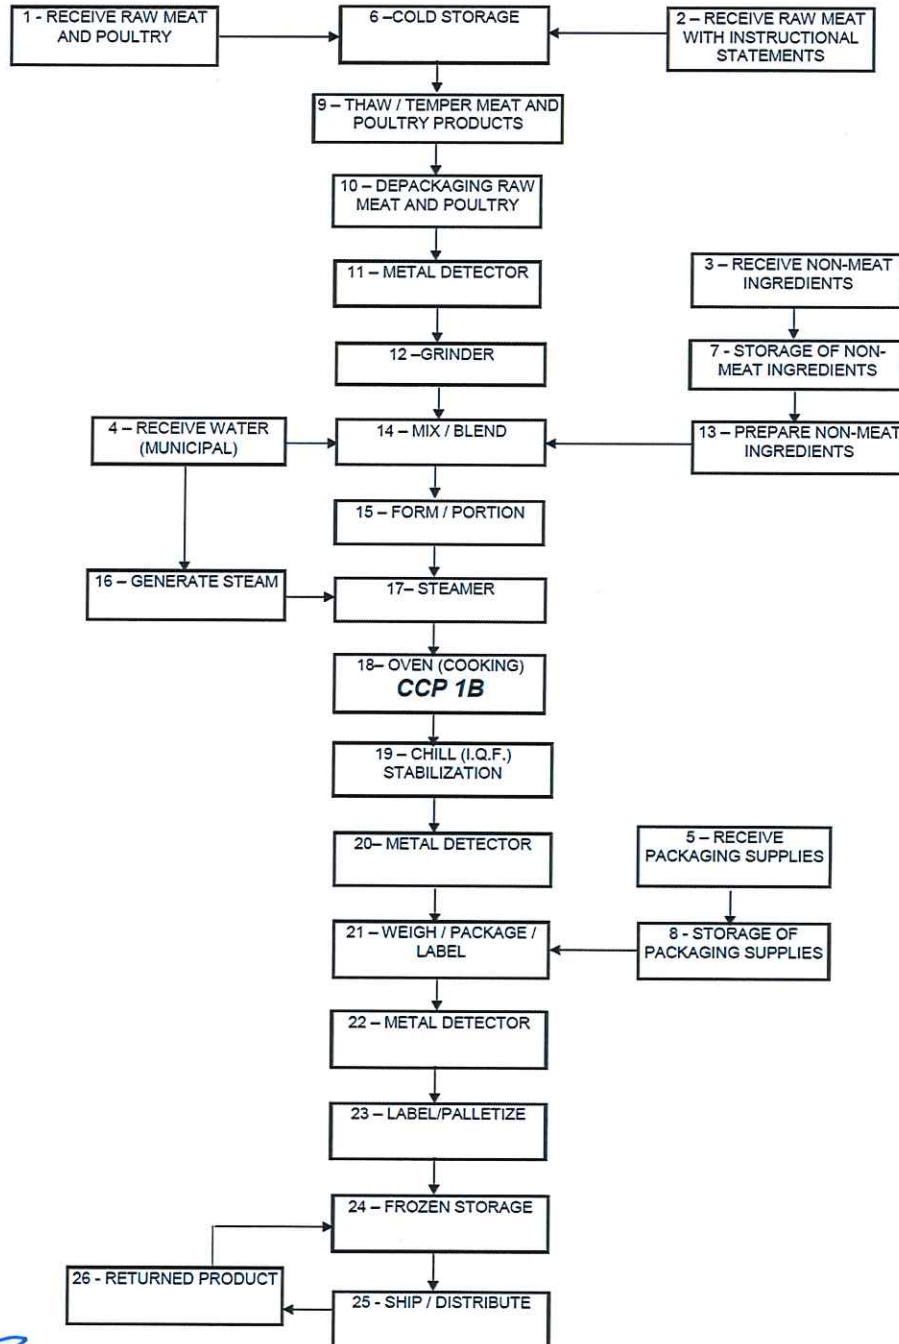 1 - RECEIVE RAW MEAT
AND POULTRY
6 –COLD STORAGE
2 – RECEIVE RAW MEAT
WITH INSTRUCTIONAL
STATEMENTS
9 – THAW / TEMPER MEAT AND
POULTRY PRODUCTS
10 – DEPACKAGING RAW
MEAT AND POULTRY
11 – METAL DETECTOR
3 – RECEIVE NON-MEAT
INGREDIENTS
12 –GRINDER
7 - STORAGE OF NON-
MEAT INGREDIENTS
4 – RECEIVE WATER
(MUNICIPAL)
14 – MIX / BLEND
13 – PREPARE NON-MEAT
INGREDIENTS
15 – FORM / PORTION
16 – GENERATE STEAM
17– STEAMER
18– OVEN (COOKING)
CCP 1B
19 – CHILL (I.Q.F.)
STABILIZATION
20– METAL DETECTOR
5 – RECEIVE
PACKAGING SUPPLIES
21 – WEIGH / PACKAGE /
LABEL
8 - STORAGE OF
PACKAGING SUPPLIES
22 – METAL DETECTOR
23 – LABEL/PALLETIZE
24 – FROZEN STORAGE
26 - RETURNED PRODUCT
25 - SHIP / DISTRIBUTE